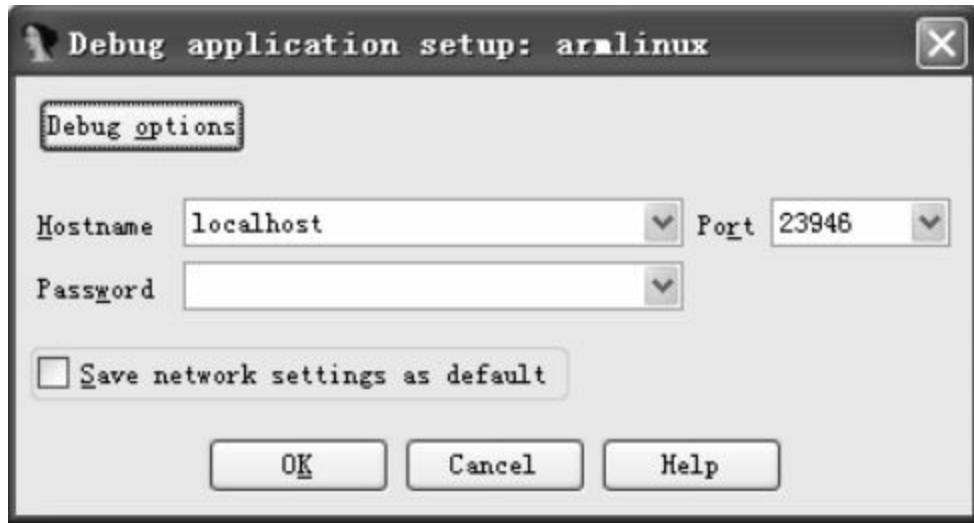 Debug application setup: armlinux
Debug options
Hostname localhost Port 23946
Password
Save network settings as default
OK Cancel Help